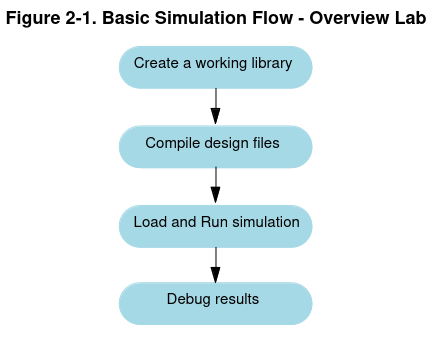 Figure 2-1. Basic Simulation Flow - Overview Lab
Create a working library
Compile design files
Load and Run simulation
Debug results